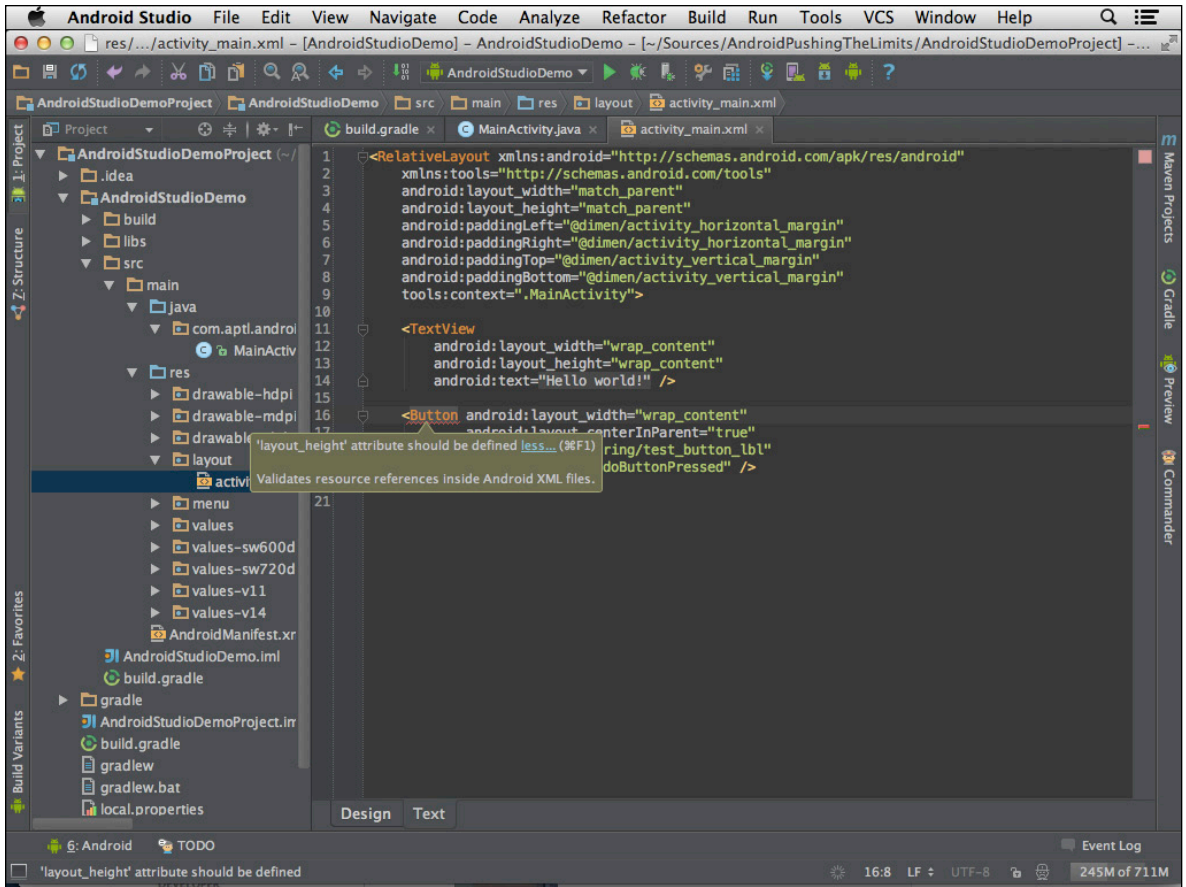 Android Studio File Edit View Navigate Code Analyze Refactor Build Run Tools VCS Window Help
res/.../activity_main.xml – [AndroidStudioDemo] – AndroidStudioDemo – [~/Sources/AndroidPushingTheLimits/AndroidStudioDemoProject] –...
AndroidStudioDemo
AndroidStudioDemoProject AndroidStudioDemo src main res layout activity_main.xml
Project
build.gradle
MainActivity.java
activity_main.xml
1: Project
Z: Structure
2: Favorites
Build Variants
AndroidStudioDemoProject (~/
.idea
AndroidStudioDemo
build
libs
src
main
java
com.aptl.androi
MainActiv
res
drawable-hdpi
drawable-mdpi
drawable
layout
activi
menu
values
values-sw600d
values-sw720d
values-v11
values-v14
AndroidManifest.xr
AndroidStudioDemo.iml
build.gradle
gradle
AndroidStudioDemoProject.im
build.gradle
gradlew
gradlew.bat
local.properties
1 <RelativeLayout xmlns:android="http://schemas.android.com/apk/res/android"
2 xmlns:tools="http://schemas.android.com/tools"
3 android:layout_width="match_parent"
4 android:layout_height="match_parent"
5 android:paddingLeft="@dimen/activity_horizontal_margin"
6 android:paddingRight="@dimen/activity_horizontal_margin"
7 android:paddingTop="@dimen/activity_vertical_margin"
8 android:paddingBottom="@dimen/activity_vertical_margin"
9 tools:context=".MainActivity">
10
11 <TextView
12 android:layout_width="wrap_content"
13 android:layout_height="wrap_content"
14 android:text="Hello world!" />
15
16 <Button android:layout_width="wrap_content"
17 android:layout_centerInParent="true"
ring/test_button_lbl"
doButtonPressed" />
'layout_height' attribute should be defined less... (⌘F1)
Validates resource references inside Android XML files.
21
m
Maven Projects
Gradle
Preview
Commander
Design Text
6: Android TODO Event Log
'layout_height' attribute should be defined 16:8 LF UTF-8 245M of 711M